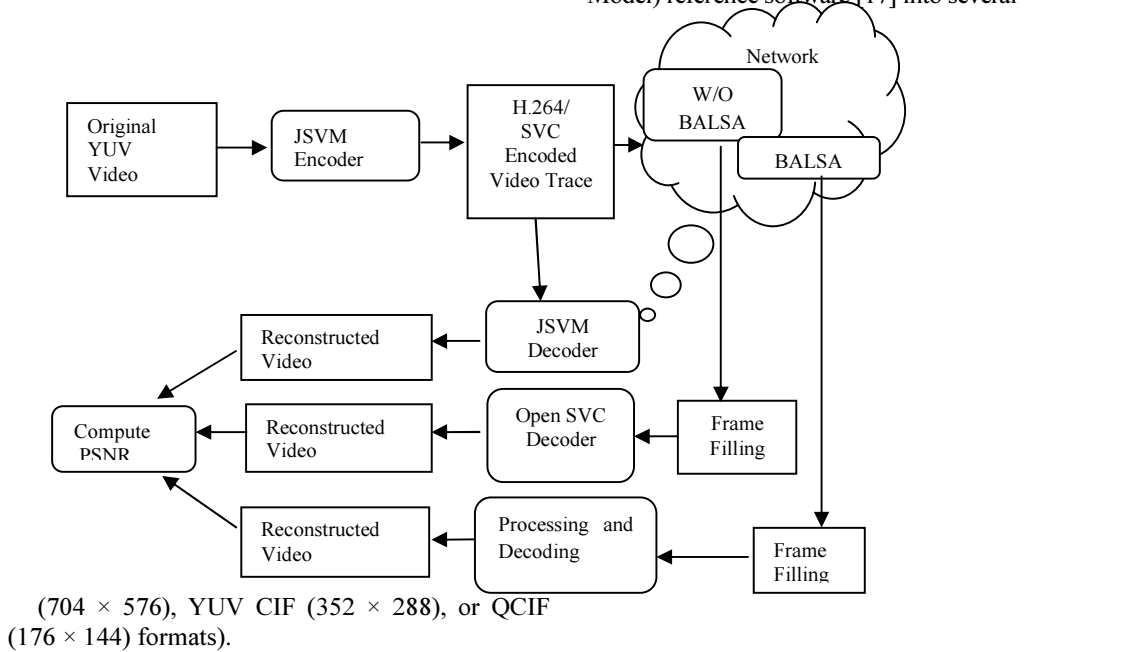 Model) reference software [17] into several
Network
W/O
BALSA
BALSA
Original
YUV
Video
JSVM
Encoder
H.264/
SVC
Encoded
Video Trace
JSVM
Decoder
Reconstructed
Video
Open SVC
Decoder
Frame
Filling
Reconstructed
Video
Compute
PSNR
Processing and
Decoding
Frame
Filling
Reconstructed
Video
(704 × 576), YUV CIF (352 × 288), or QCIF
(176 × 144) formats).